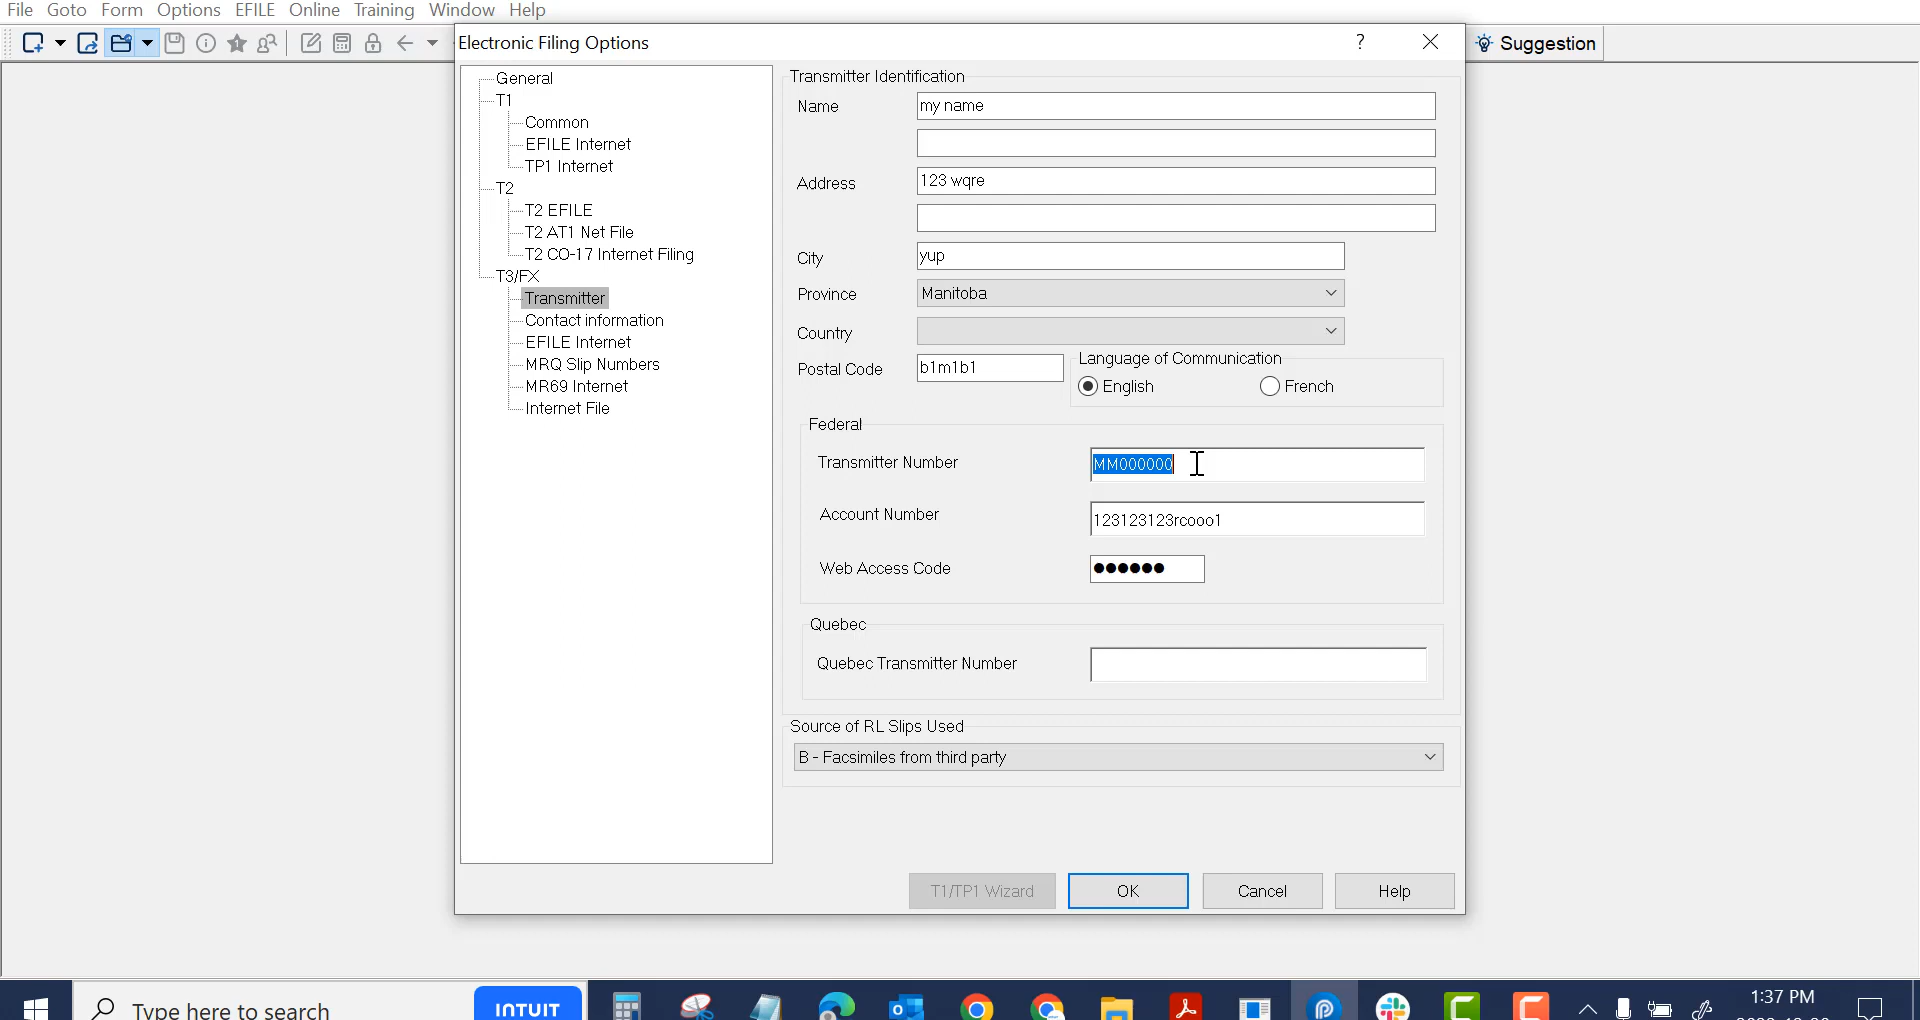 File Goto Form Options EFILE Online Training Window Help
Electronic Filing Options
?
Suggestion
General
T1
Common
EFILE Internet
TP1 Internet
T2
T2 EFILE
T2 AT1 Net File
T2 CO-17 Internet Filing
T3/FX
Transmitter
Contact information
EFILE Internet
MRQ Slip Numbers
MR69 Internet
Internet File
Transmitter Identification
Name my name
Address 123 wqre
City yup
Province Manitoba
Country
Postal Code b1m1b1
Language of Communication
English French
Federal
Transmitter Number MM000000
Account Number 123123123rcooo1
Web Access Code ●●●●●●
Quebec
Quebec Transmitter Number
Source of RL Slips Used
B - Facsimiles from third party
T1/TP1 Wizard OK Cancel Help
Type here to search
INTUIT
1:37 PM